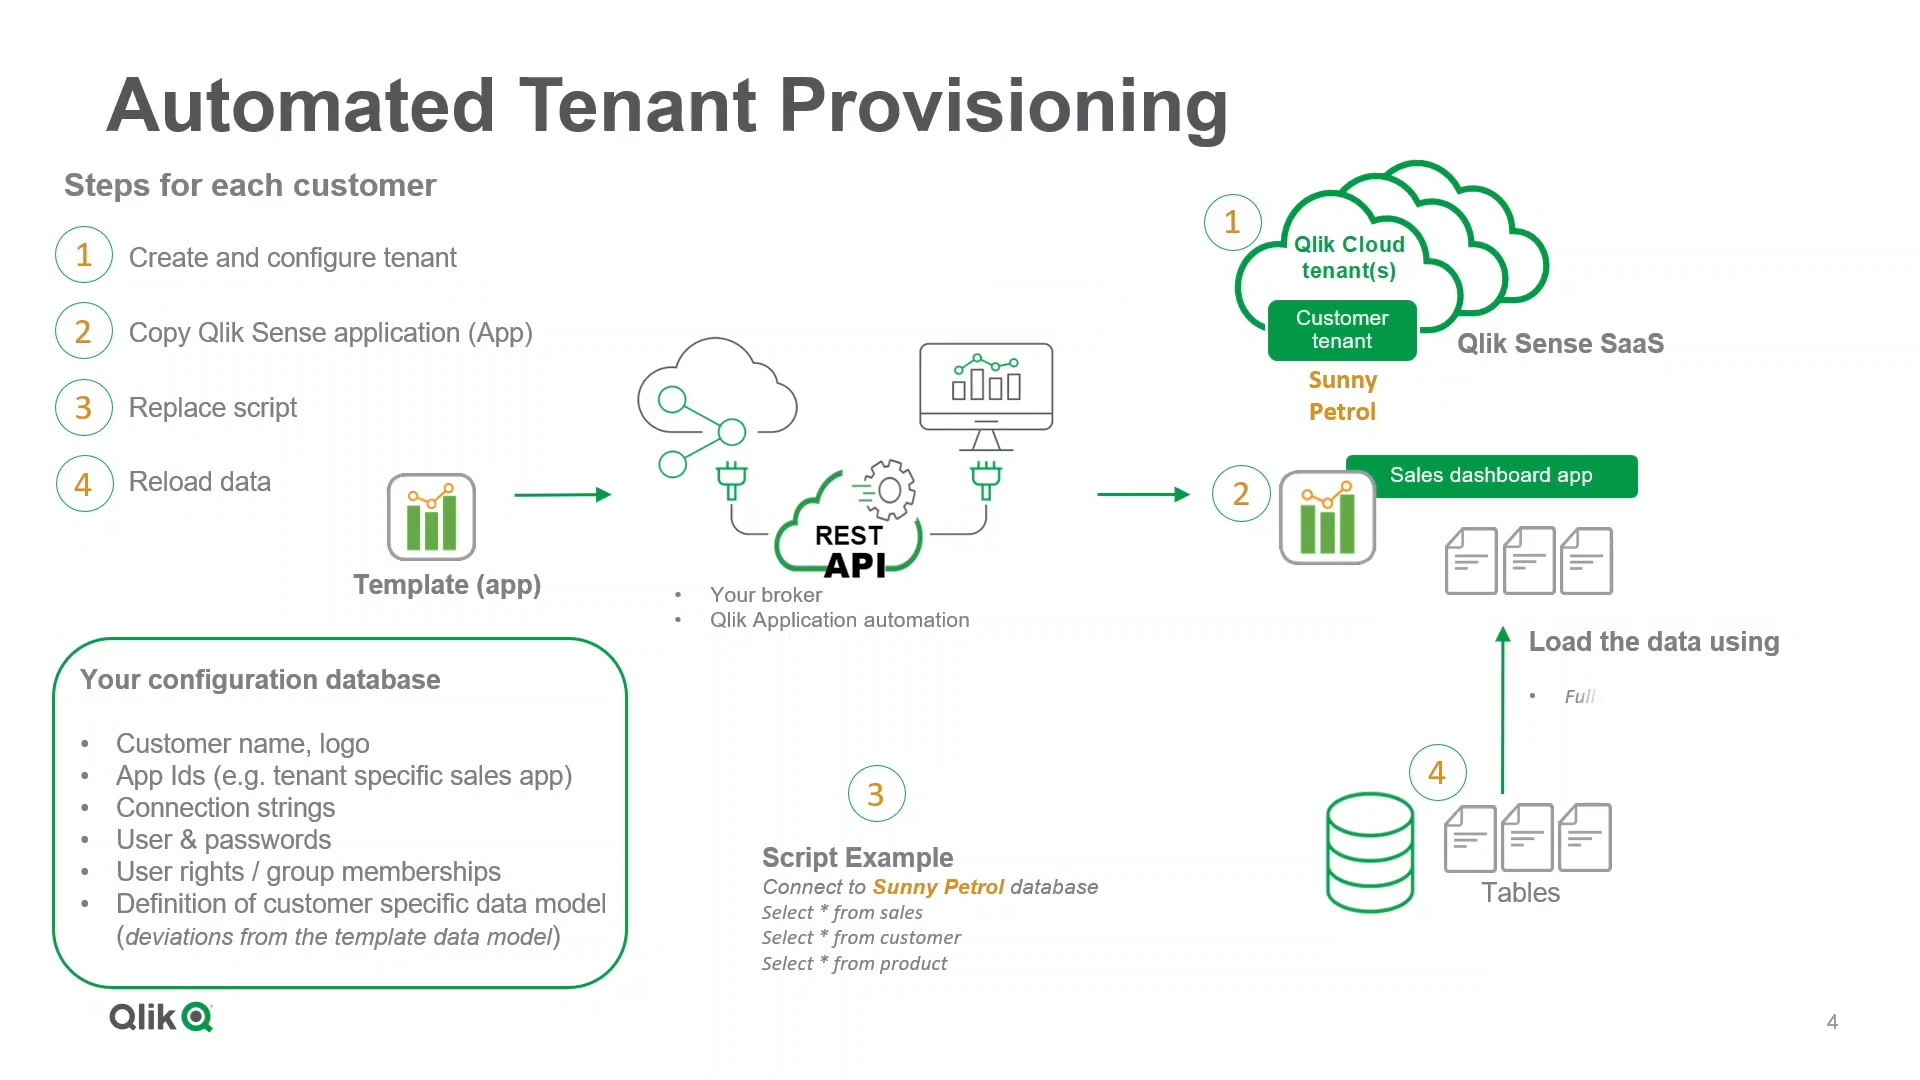 Automated Tenant Provisioning
Steps for each customer
1 Create and configure tenant
2 Copy Qlik Sense application (App)
3 Replace script
4 Reload data
Template (app)
REST
API
• Your broker
• Qlik Application automation
1
Qlik Cloud
tenant(s)
Customer
tenant
Qlik Sense SaaS
Sunny
Petrol
2
Sales dashboard app
Load the data using
• Full
4
Tables
3
Script Example
Connect to Sunny Petrol database
Select * from sales
Select * from customer
Select * from product
Your configuration database
• Customer name, logo
• App Ids (e.g. tenant specific sales app)
• Connection strings
• User & passwords
• User rights / group memberships
• Definition of customer specific data model
(deviations from the template data model)
Qlik
4